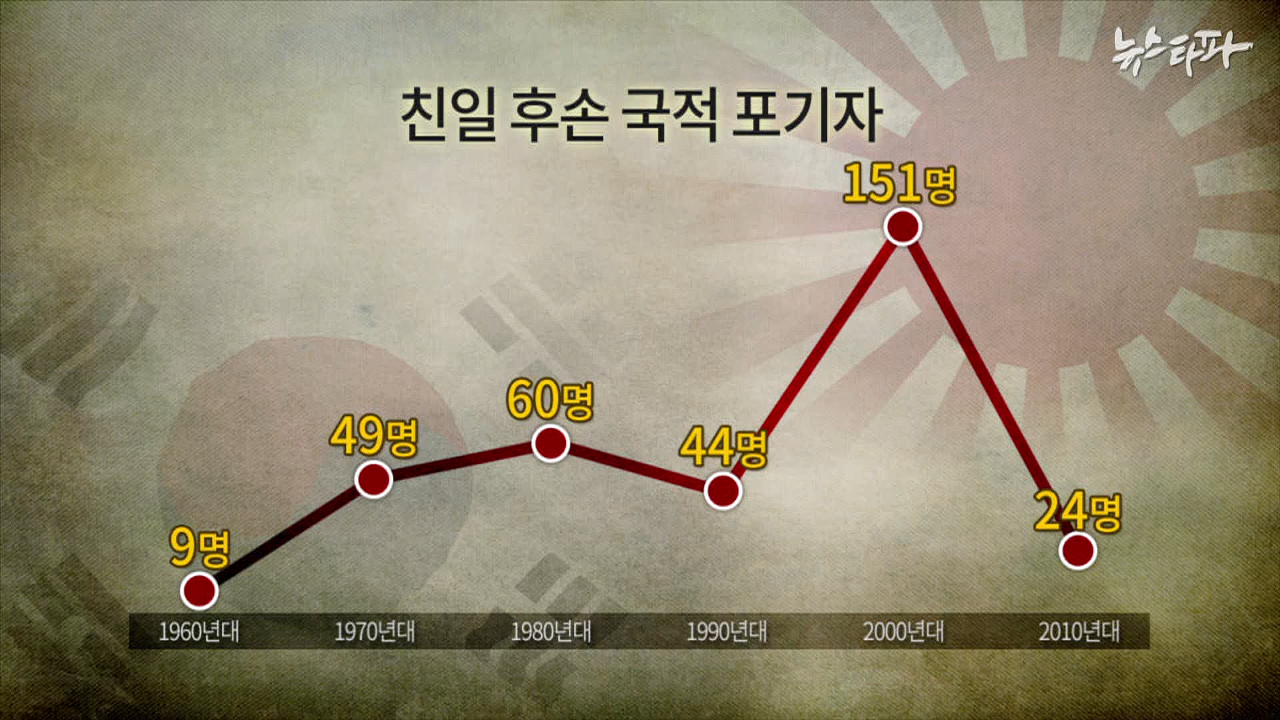 뉴스타파
친일 후손 국적 포기자
151명
60명
49명
44명
24명
9명
1960년대 1970년대 1980년대 1990년대 2000년대 2010년대